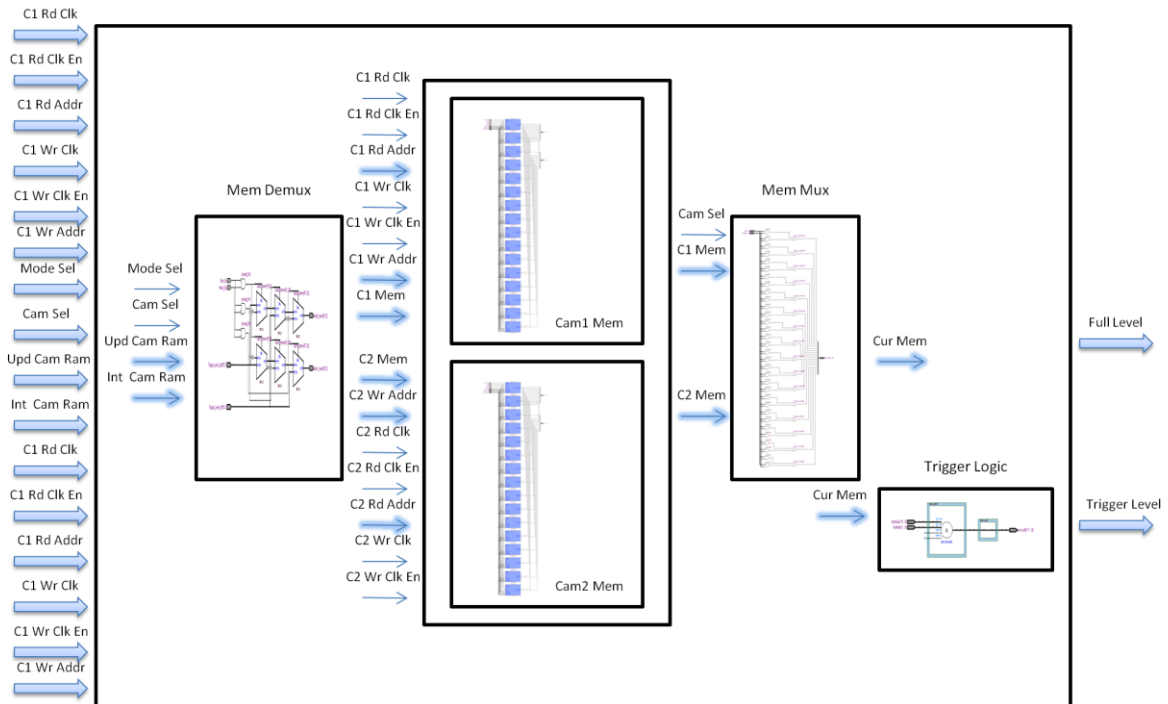 C1 Rd Clk
C1 Rd Clk En
C1 Rd Addr
C1 Wr Clk
C1 Wr Clk En
C1 Wr Addr
Mode Sel
Cam Sel
Upd Cam Ram
Int Cam Ram
C1 Rd Clk
C1 Rd Clk En
C1 Rd Addr
C1 Wr Clk
C1 Wr Clk En
C1 Wr Addr
Mem Demux
Mode Sel
Cam Sel
Upd Cam Ram
Int Cam Ram
C1 Rd Clk
C1 Rd Clk En
C1 Rd Addr
C1 Wr Clk
C1 Wr Clk En
C1 Wr Addr
C1 Mem
C2 Mem
C2 Wr Addr
C2 Rd Clk
C2 Rd Clk En
C2 Rd Addr
C2 Wr Clk
C2 Wr Clk En
Cam1 Mem
Cam2 Mem
Mem Mux
Cam Sel
C1 Mem
C2 Mem
Cur Mem
Cur Mem
Trigger Logic
Full Level
Trigger Level